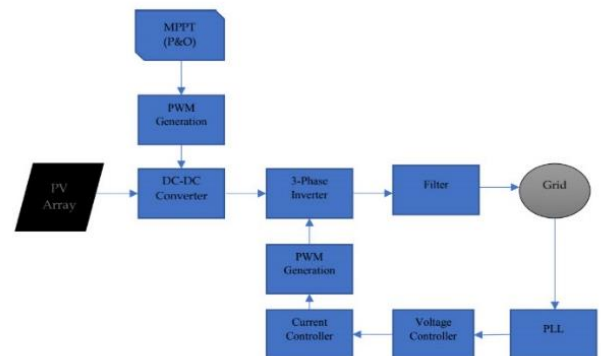 MPPT
(P&O)
PWM
Generation
PV
Array
DC-DC
Converter
3-Phase
Inverter
Filter
Grid
PWM
Generation
Current
Controller
Voltage
Controller
PLL